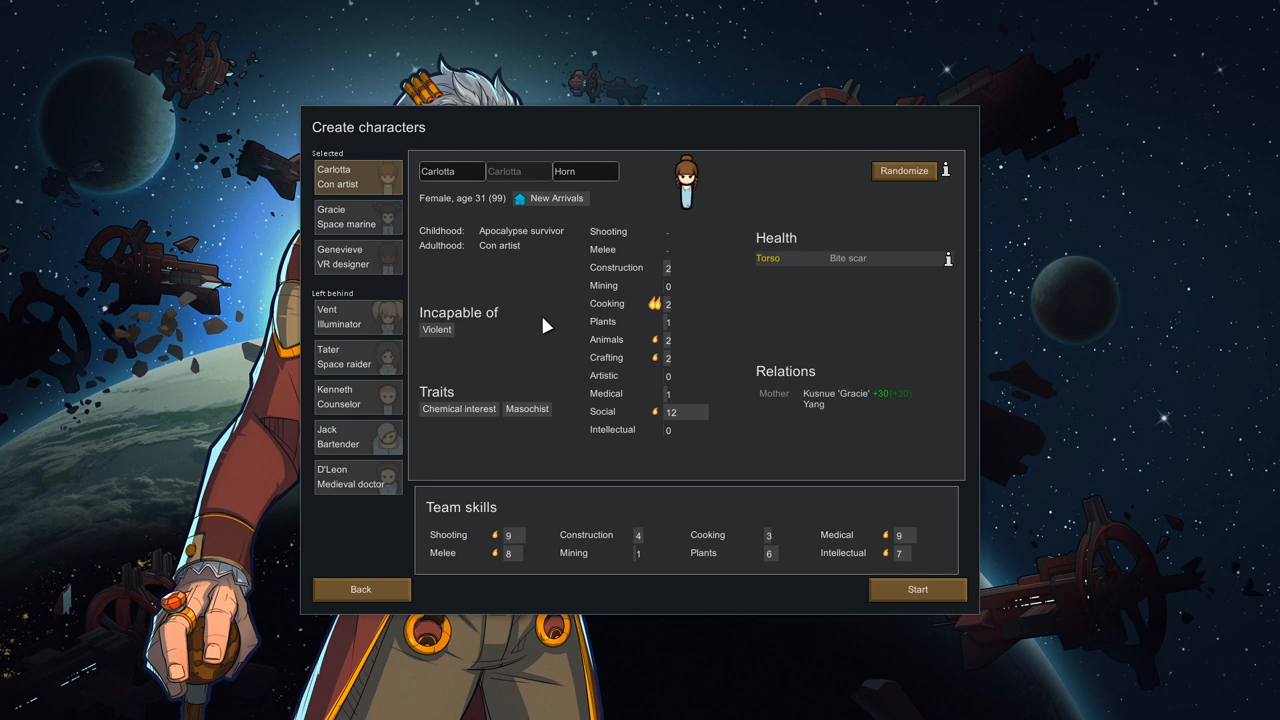 Create characters
Selected
Carlotta
Con artist
Gracie
Space marine
Genevieve
VR designer
Left behind
Vent
Illuminator
Tater
Space raider
Kenneth
Counselor
Jack
Bartender
D'Leon
Medieval doctor
Carlotta Carlotta Horn
Randomize
Female, age 31 (99) New Arrivals
Childhood: Apocalypse survivor
Adulthood: Con artist
Incapable of
Violent
Traits
Chemical interest Masochist
Shooting -
Melee -
Construction 2
Mining 0
Cooking 2
Plants 1
Animals 2
Crafting 2
Artistic 0
Medical 1
Social 12
Intellectual 0
Health
Torso Bite scar
Relations
Mother Kusnue 'Gracie' +30(+30)
Yang
Team skills
Shooting 9 Construction 4 Cooking 3 Medical 9
Melee 8 Mining 1 Plants 6 Intellectual 7
Back
Start